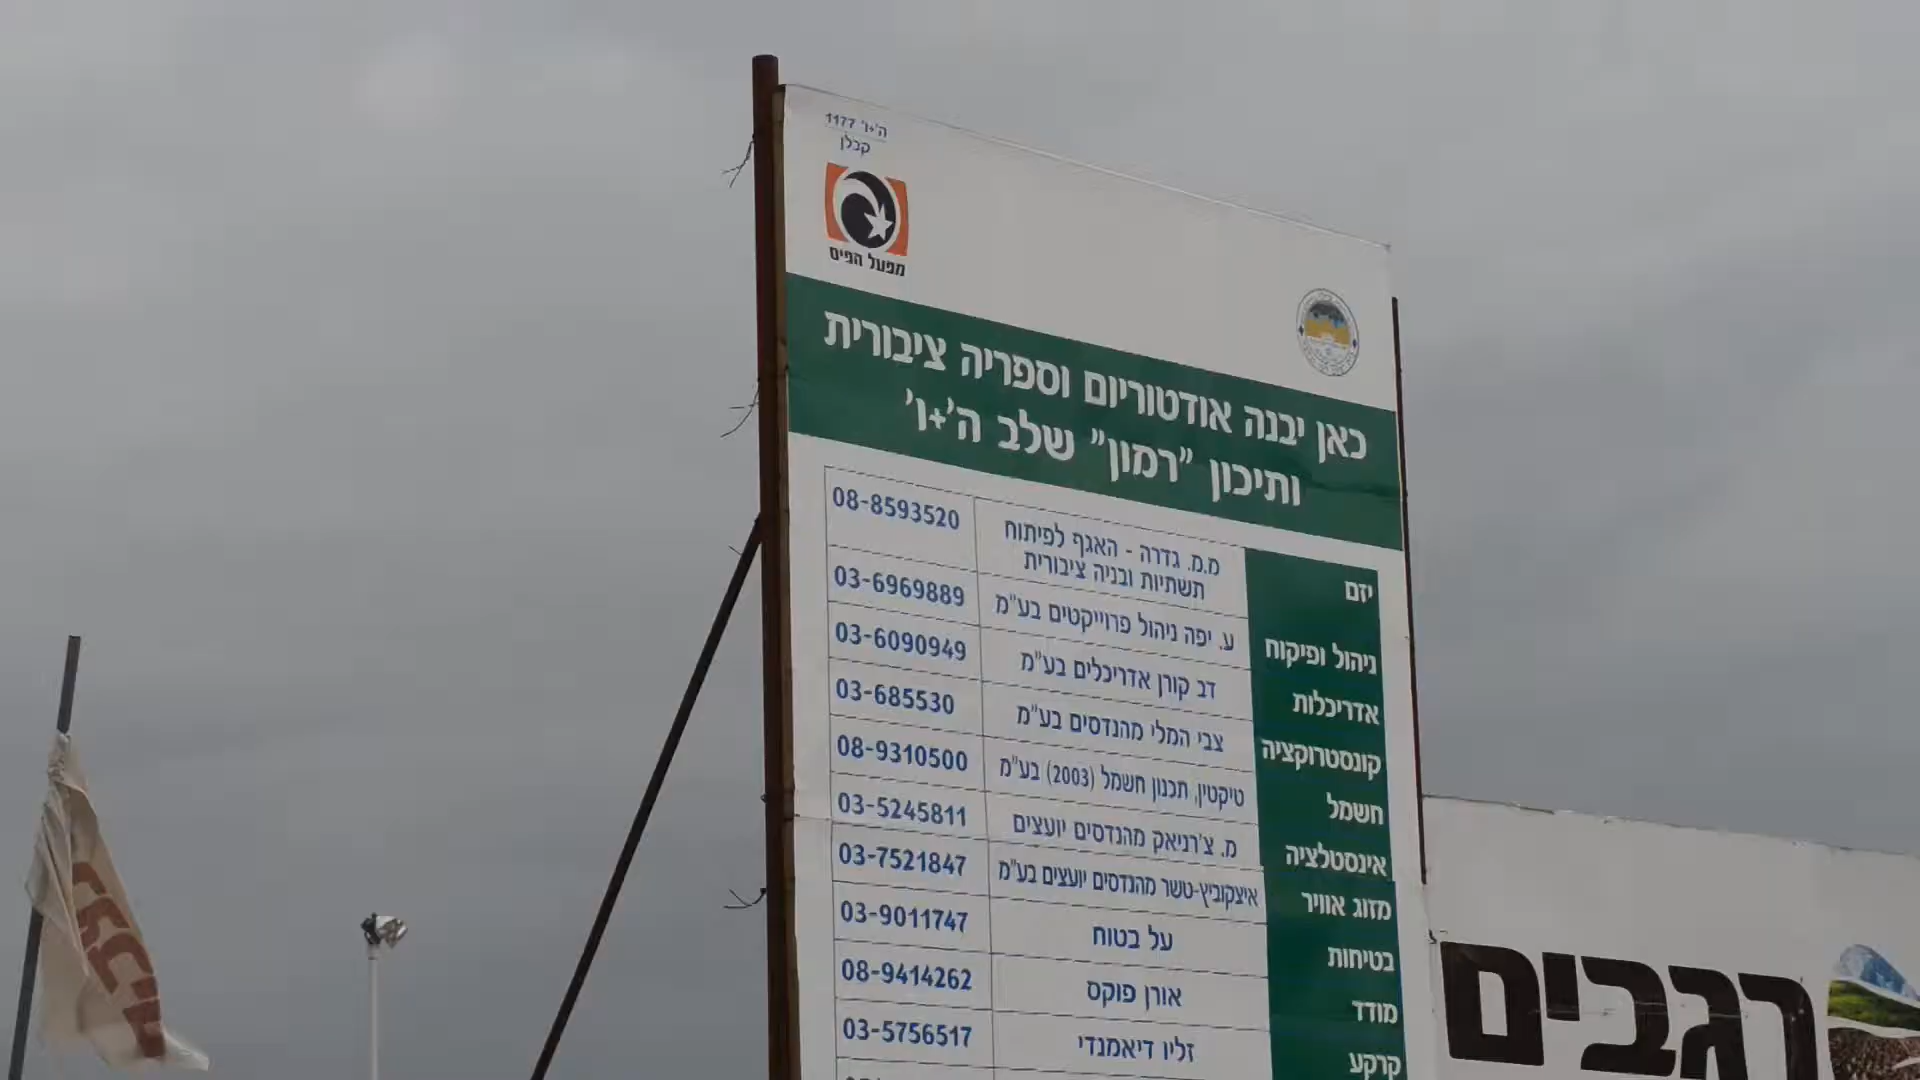 ה'+ו' 1177
קבלן
מפעל הפיס
כאן יבנה אודטוריום וספריה ציבורית
ותיכון "רמון" שלב ה'+ו'
יזם מ.מ. גדרה - האגף לפיתוח תשתיות ובניה ציבורית 08-8593520
ניהול ופיקוח ע. יפה ניהול פרוייקטים בע"מ 03-6969889
אדריכלות דב קורן אדריכלים בע"מ 03-6090949
קונסטרוקציה צבי המלי מהנדסים בע"מ 03-685530
חשמל טיקטין, תכנון חשמל (2003) בע"מ 08-9310500
אינסטלציה מ. צ'רניאק מהנדסים יועצים 03-5245811
מזוג אוויר איצקוביץ-טשר מהנדסים יועצים בע"מ 03-7521847
בטיחות על בטוח 03-9011747
מודד אורן פוקס 08-9414262
קרקע זליו דיאמנדי 03-5756517
רגבים